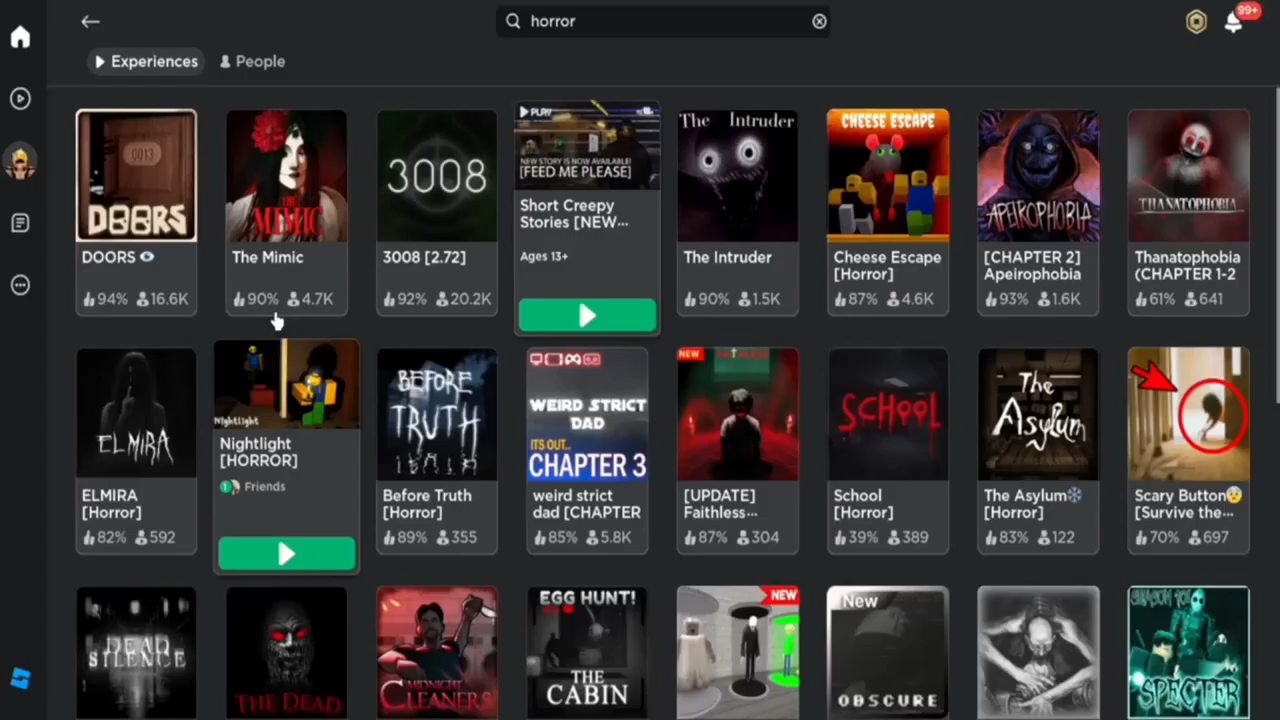 horror
99+
Experiences
People
0013
DOORS
DOORS
94% 16.6K
THE
MIMIC
The Mimic
90% 4.7K
3008
3008 [2.72]
92% 20.2K
PLAY
NEW STORY IS NOW AVAILABLE!
[FEED ME PLEASE]
Short Creepy
Stories [NEW...
Ages 13+
The Intruder
The Intruder
90% 1.5K
CHEESE ESCAPE
Cheese Escape
[Horror]
87% 4.6K
APEIROPHOBIA
[CHAPTER 2]
Apeirophobia
93% 1.6K
THANATOPHOBIA
Thanatophobia
(CHAPTER 1-2
61% 641
ELMIRA
ELMIRA
[Horror]
82% 592
Nightlight
Nightlight
[HORROR]
1 Friends
BEFORE
TRUTH
Before Truth
[Horror]
89% 355
WEIRD STRICT
DAD
ITS OUT..
CHAPTER 3
weird strict
dad [CHAPTER
85% 5.8K
NEW
[UPDATE]
Faithless...
87% 304
SCHOOL
School
[Horror]
39% 389
The
Asylum
The Asylum
[Horror]
83% 122
Scary Button
[Survive the...
70% 697
DEAD
SILENCE
THE DEAD
MIDNIGHT
CLEANERS
EGG HUNT!
THE
CABIN
NEW
New
OBSCURE
SPECTER